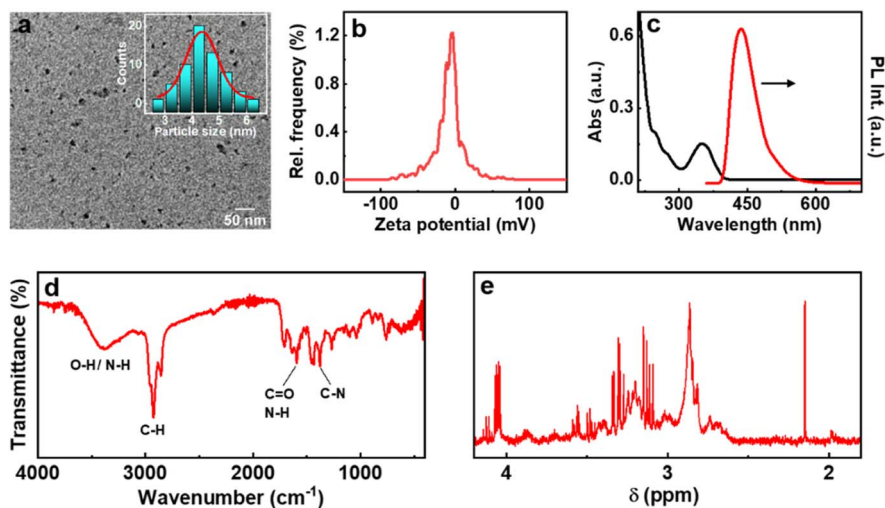 a
20
10
0
Counts
3 4 5 6
Particle size (nm)
50 nm
b
1.2
0.8
0.4
0.0
Rel. frequency (%)
-100 0 100
Zeta potential (mV)
c
0.6
0.3
0.0
Abs (a.u.)
PL Int. (a.u.)
300 450 600
Wavelength (nm)
d
Transmittance (%)
O-H/ N-H
C-H
C=O
N-H
C-N
4000 3000 2000 1000
Wavenumber (cm⁻¹)
e
4 3 2
δ (ppm)